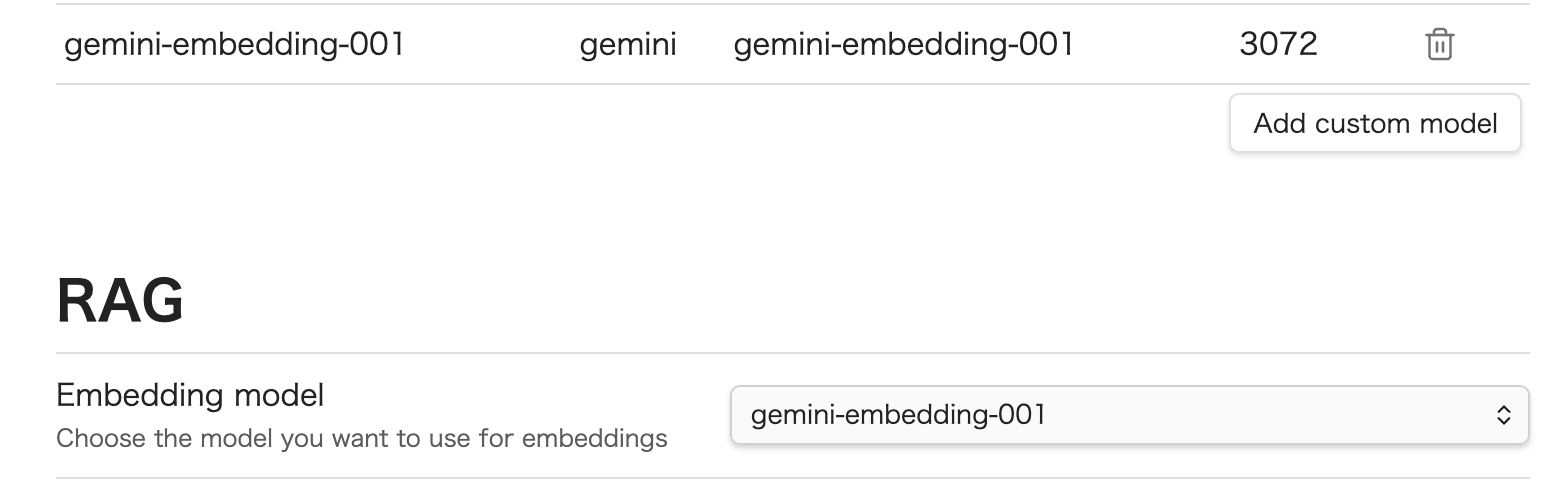 gemini-embedding-001 gemini gemini-embedding-001 3072
Add custom model
RAG
Embedding model
Choose the model you want to use for embeddings
gemini-embedding-001